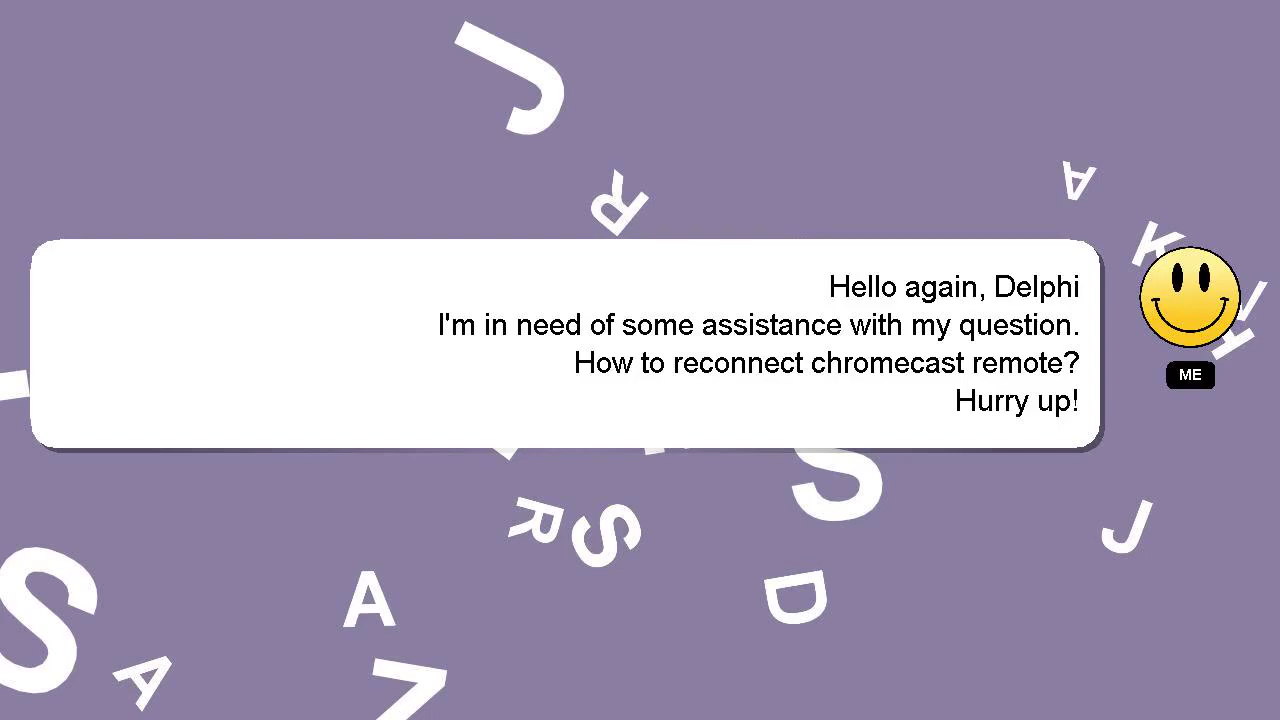 J
R
A
K
Hello again, Delphi
I'm in need of some assistance with my question.
How to reconnect chromecast remote?
Hurry up!
ME
S
R
S
J
S
A
D
A
Z